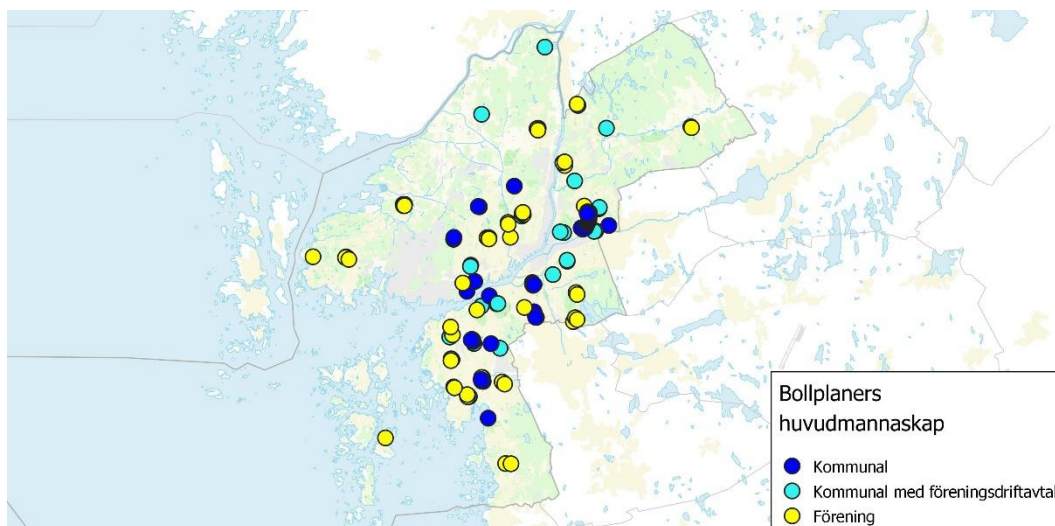 Bollplaners
huvudmannaskap
Kommunal
Kommunal med föreningsdriftavtal
Förening